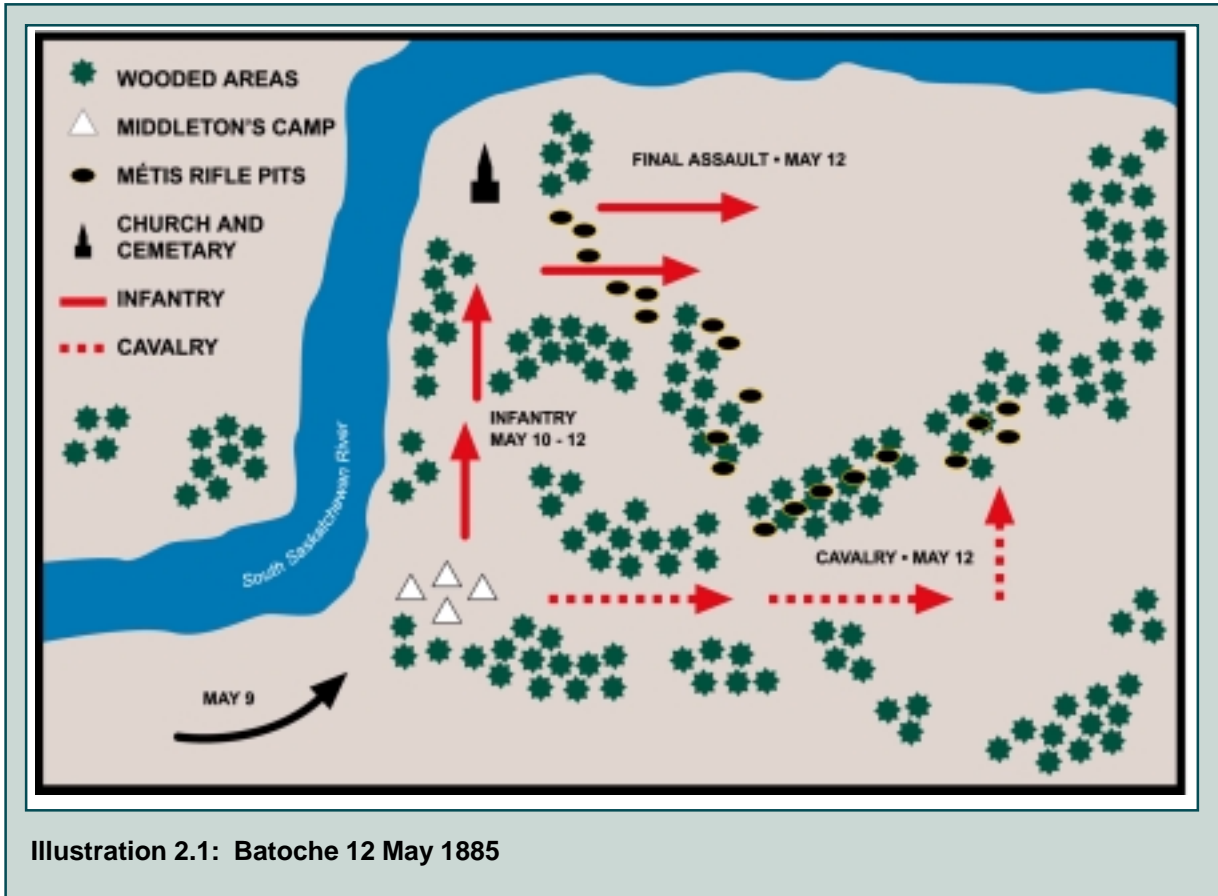 WOODED AREAS
MIDDLETON'S CAMP
MÉTIS RIFLE PITS
CHURCH AND
CEMETARY
INFANTRY
CAVALRY
FINAL ASSAULT • MAY 12
INFANTRY
MAY 10 - 12
South Saskatchewan River
CAVALRY • MAY 12
MAY 9
Illustration 2.1: Batoche 12 May 1885